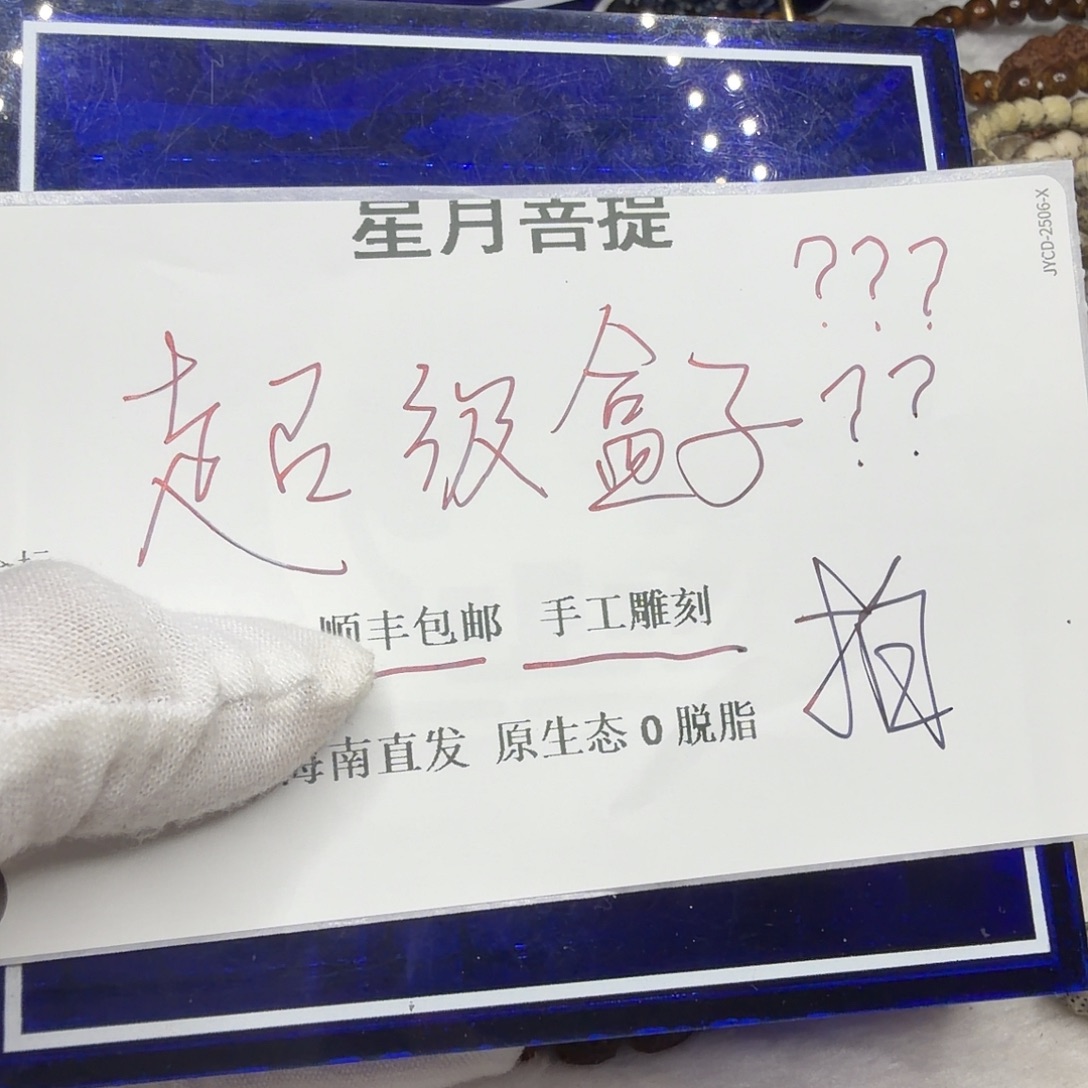 星月菩提
JYCD-2506-X
???
超级盒子??
顺丰包邮 手工雕刻
海南直发 原生态0脱脂